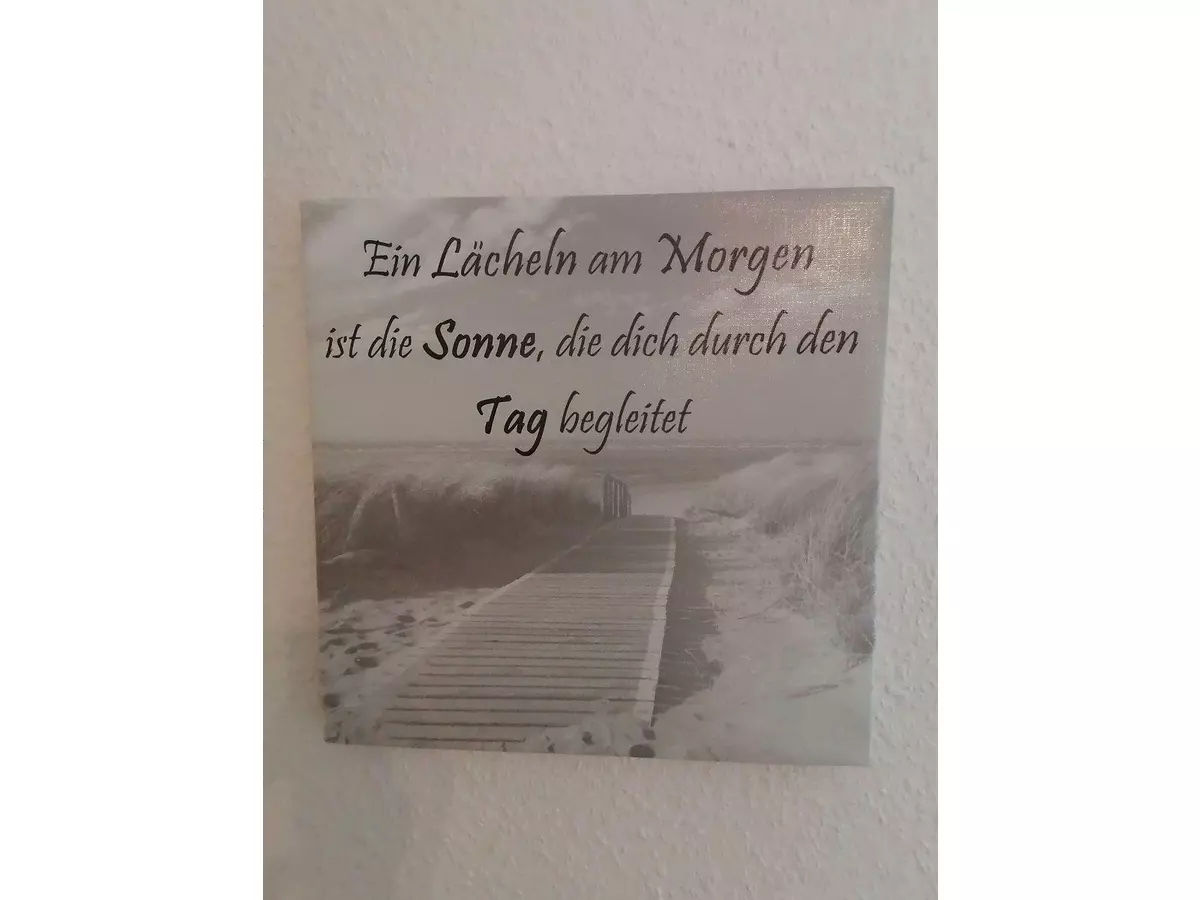 Ein Lächeln am Morgen
ist die Sonne, die dich durch den
Tag begleitet